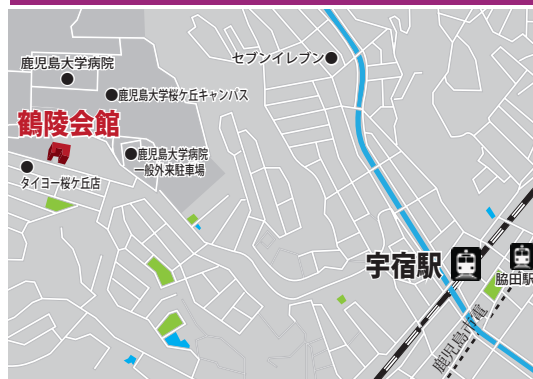 鹿児島大学病院
セブンイレブン
鹿児島大学桜ケ丘キャンパス
鶴陵会館
鹿児島大学病院
一般外来駐車場
タイヨー桜ケ丘店
宇宿駅
脇田駅
鹿児島市電